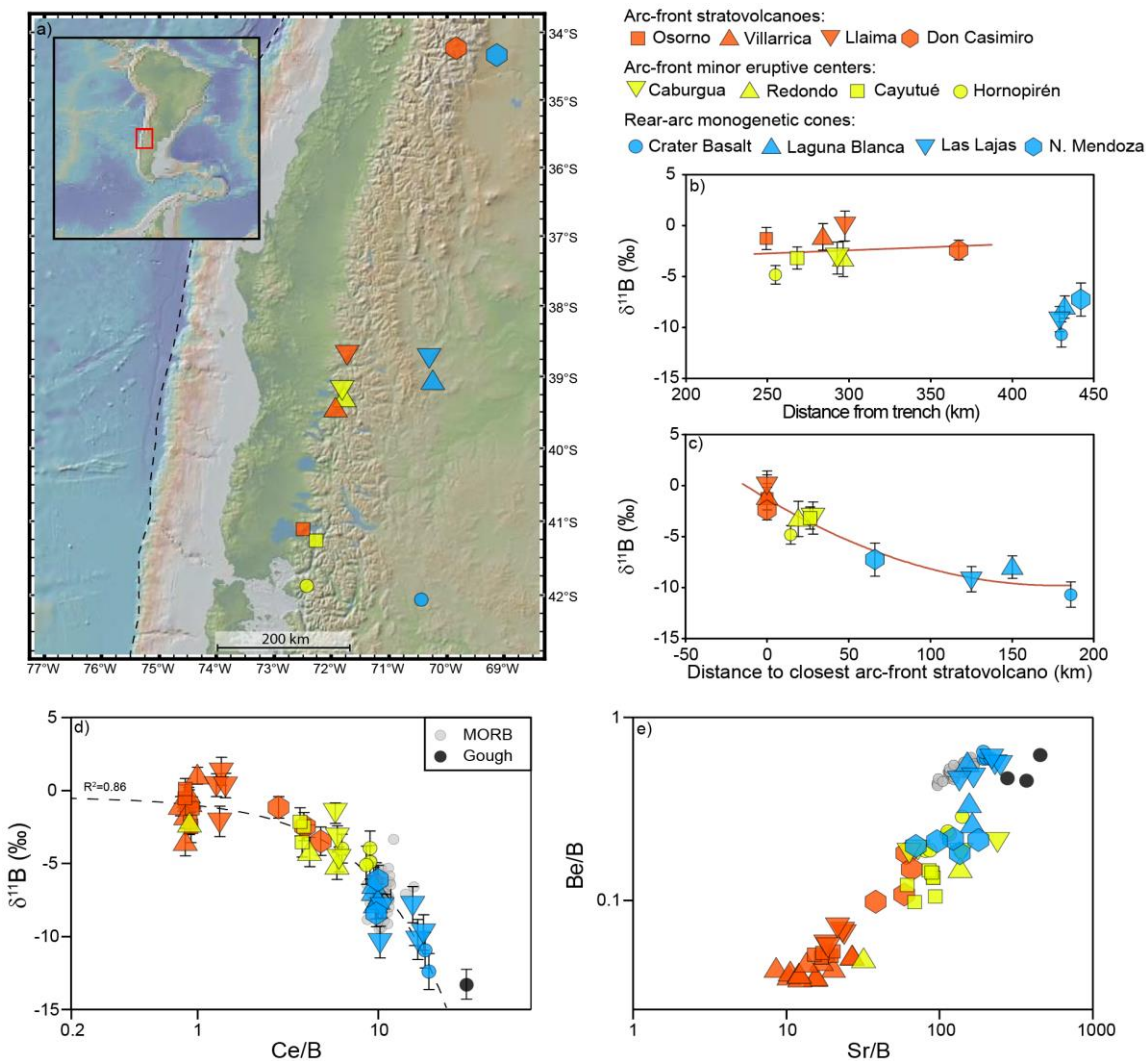 a)
34°S
35°S
36°S
37°S
38°S
39°S
40°S
41°S
42°S
200 km
77°W 76°W 75°W 74°W 73°W 72°W 71°W 70°W 69°W
Arc-front stratovolcanoes:
Osorno Villarrica Llaima Don Casimiro
Arc-front minor eruptive centers:
Caburgua Redondo Cayutué Hornopirén
Rear-arc monogenetic cones:
Crater Basalt Laguna Blanca Las Lajas N. Mendoza
b)
5
0
-5
-10
-15
δ¹¹B (‰)
200 250 300 350 400 450
Distance from trench (km)
c)
5
0
-5
-10
-15
δ¹¹B (‰)
-50 0 50 100 150 200
Distance to closest arc-front stratovolcano (km)
d)
MORB
Gough
R²=0.86
5
0
-5
-10
-15
δ¹¹B (‰)
0.2 1 10
Ce/B
e)
1
0.1
Be/B
1 10 100 1000
Sr/B